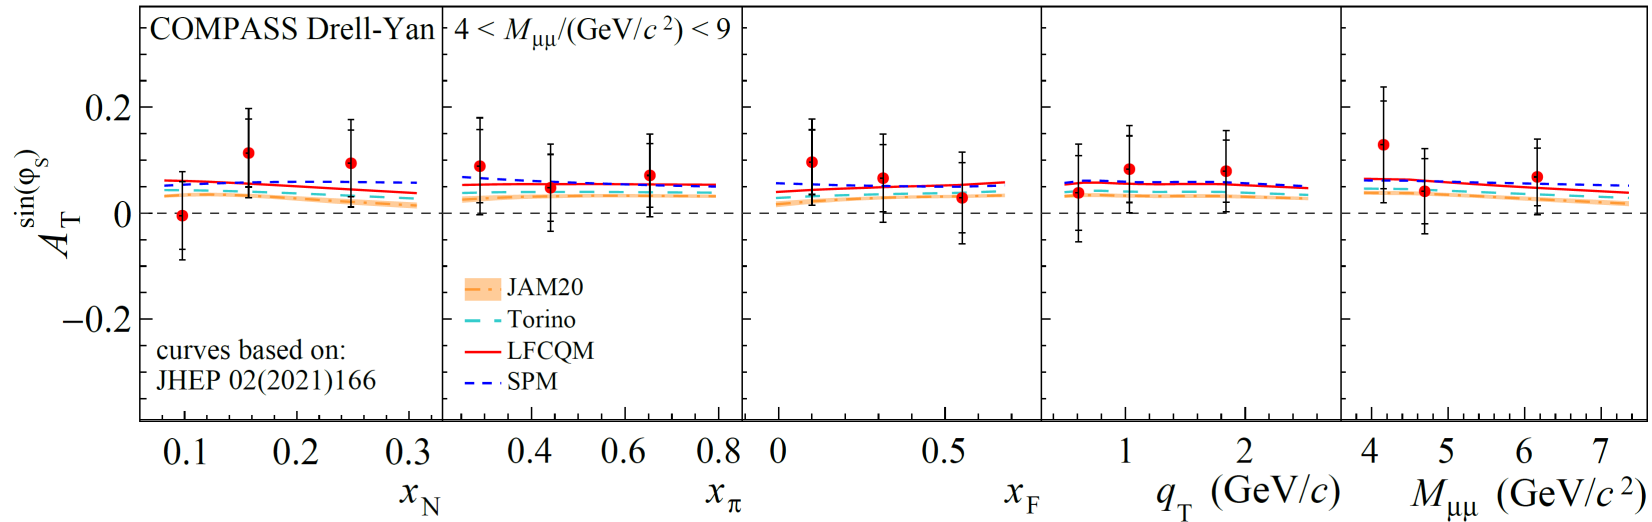 COMPASS Drell-Yan
4 < Mμμ/(GeV/c²) < 9
A_T^sin(φ_S)
0.2
0
−0.2
JAM20
Torino
LFCQM
SPM
curves based on:
JHEP 02(2021)166
0.1 0.2 0.3 0.4 0.6 0.8 0 0.5 1 2 4 5 6 7
x_N x_π x_F q_T (GeV/c) M_μμ (GeV/c²)